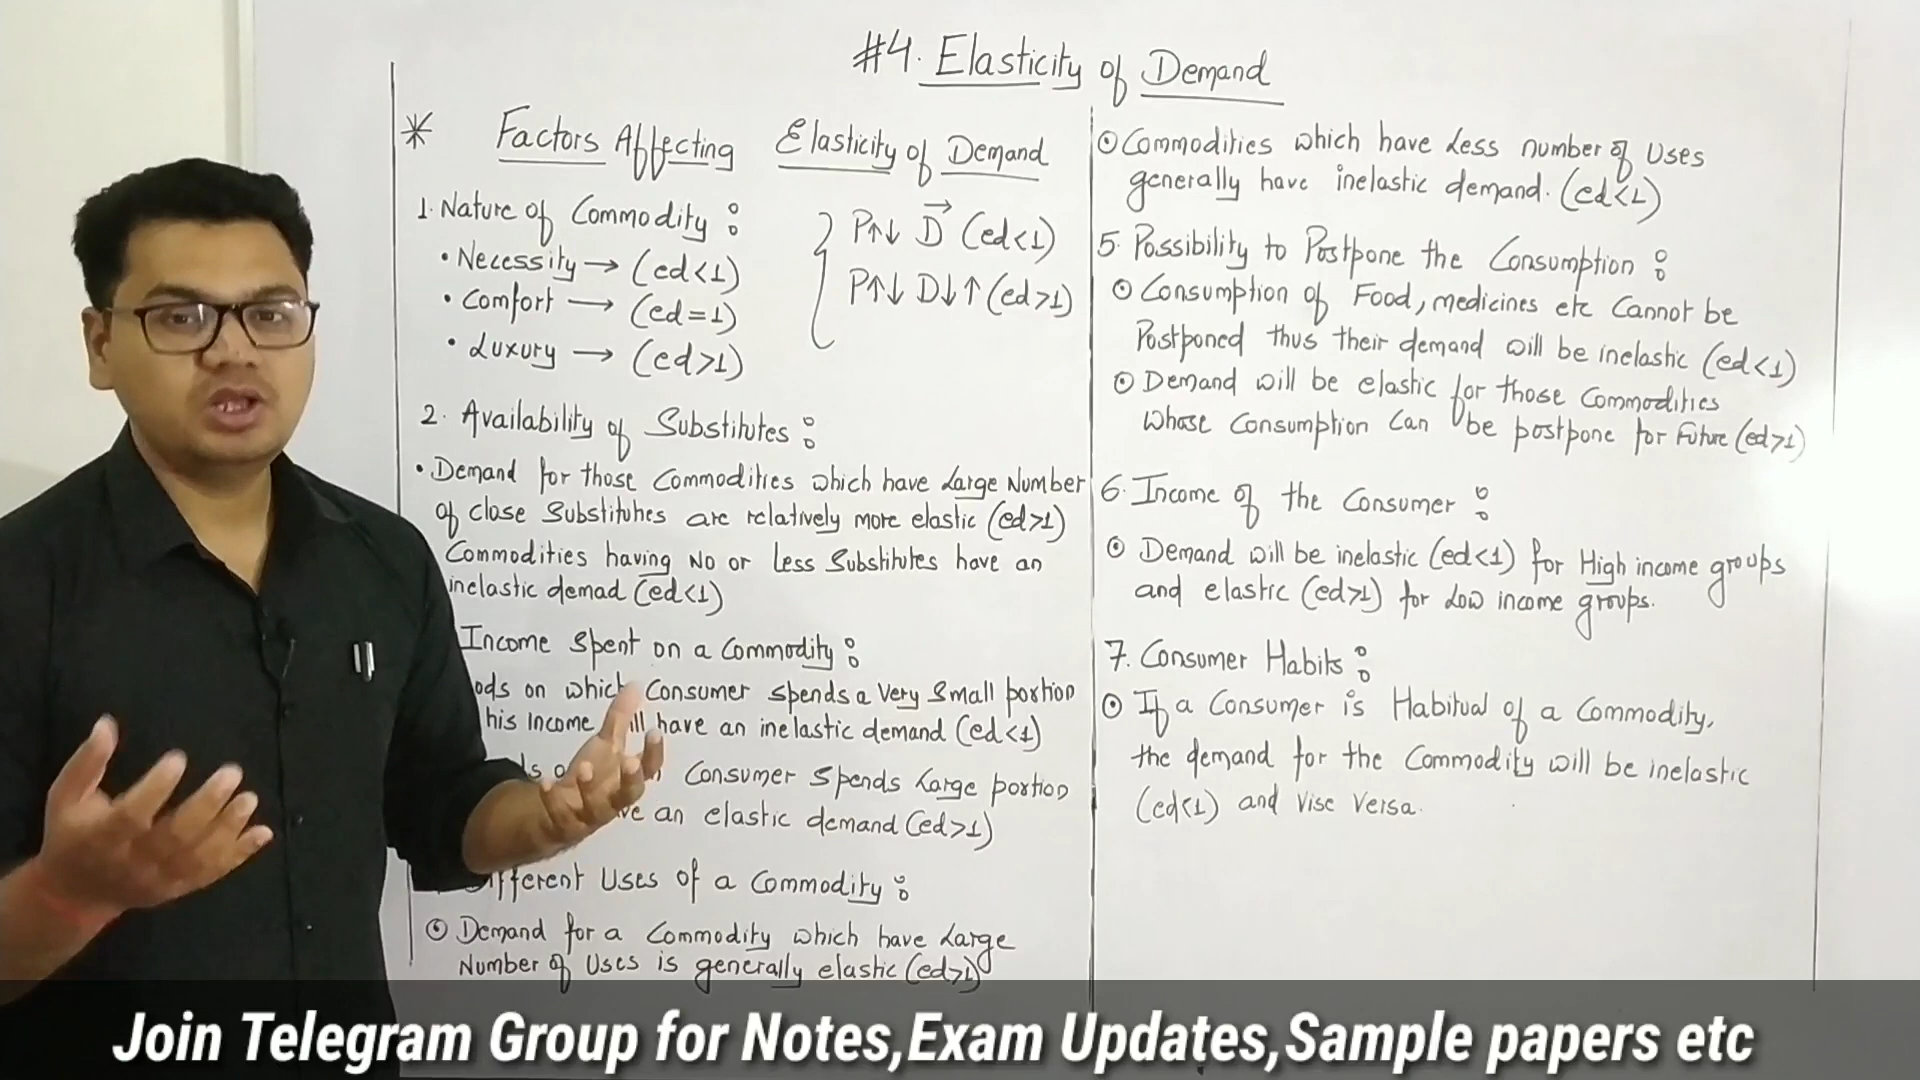 #4. Elasticity of Demand
* Factors Affecting Elasticity of Demand
1. Nature of Commodity :
• Necessity → (ed<1)
• Comfort → (ed=1)
• Luxury → (ed>1)
P↑↓ D→ (ed<1)
P↑↓ D↓↑ (ed>1)
2. Availability of Substitutes :
• Demand for those Commodities which have Large Number
of close Substitutes are relatively more elastic (ed>1)
Commodities having No or Less Substitutes have an
inelastic demad (ed<1)
Income Spent on a Commodity :
ods on which Consumer spends a Very Small portion
his Income ill have an inelastic demand (ed<1)
Consumer Spends Large portion
ve an elastic demand (ed>1)
fferent Uses of a Commodity :
⊙ Demand for a Commodity which have Large
Number of Uses is generally elastic (ed>1)
⊙ Commodities which have Less number of Uses
generally have inelastic demand. (ed<1)
5. Possibility to Postpone the Consumption :
⊙ Consumption of Food, medicines etc Cannot be
Postponed thus their demand will be inelastic (ed<1)
⊙ Demand will be elastic for those Commodities
whose Consumption Can be postpone for Future (ed>1)
6. Income of the Consumer :
⊙ Demand will be inelastic (ed<1) for High income groups
and elastic (ed>1) for Low income groups.
7. Consumer Habits :
⊙ If a Consumer is Habitual of a Commodity,
the demand for the Commodity will be inelastic
(ed<1) and Vise Versa.
Join Telegram Group for Notes,Exam Updates,Sample papers etc